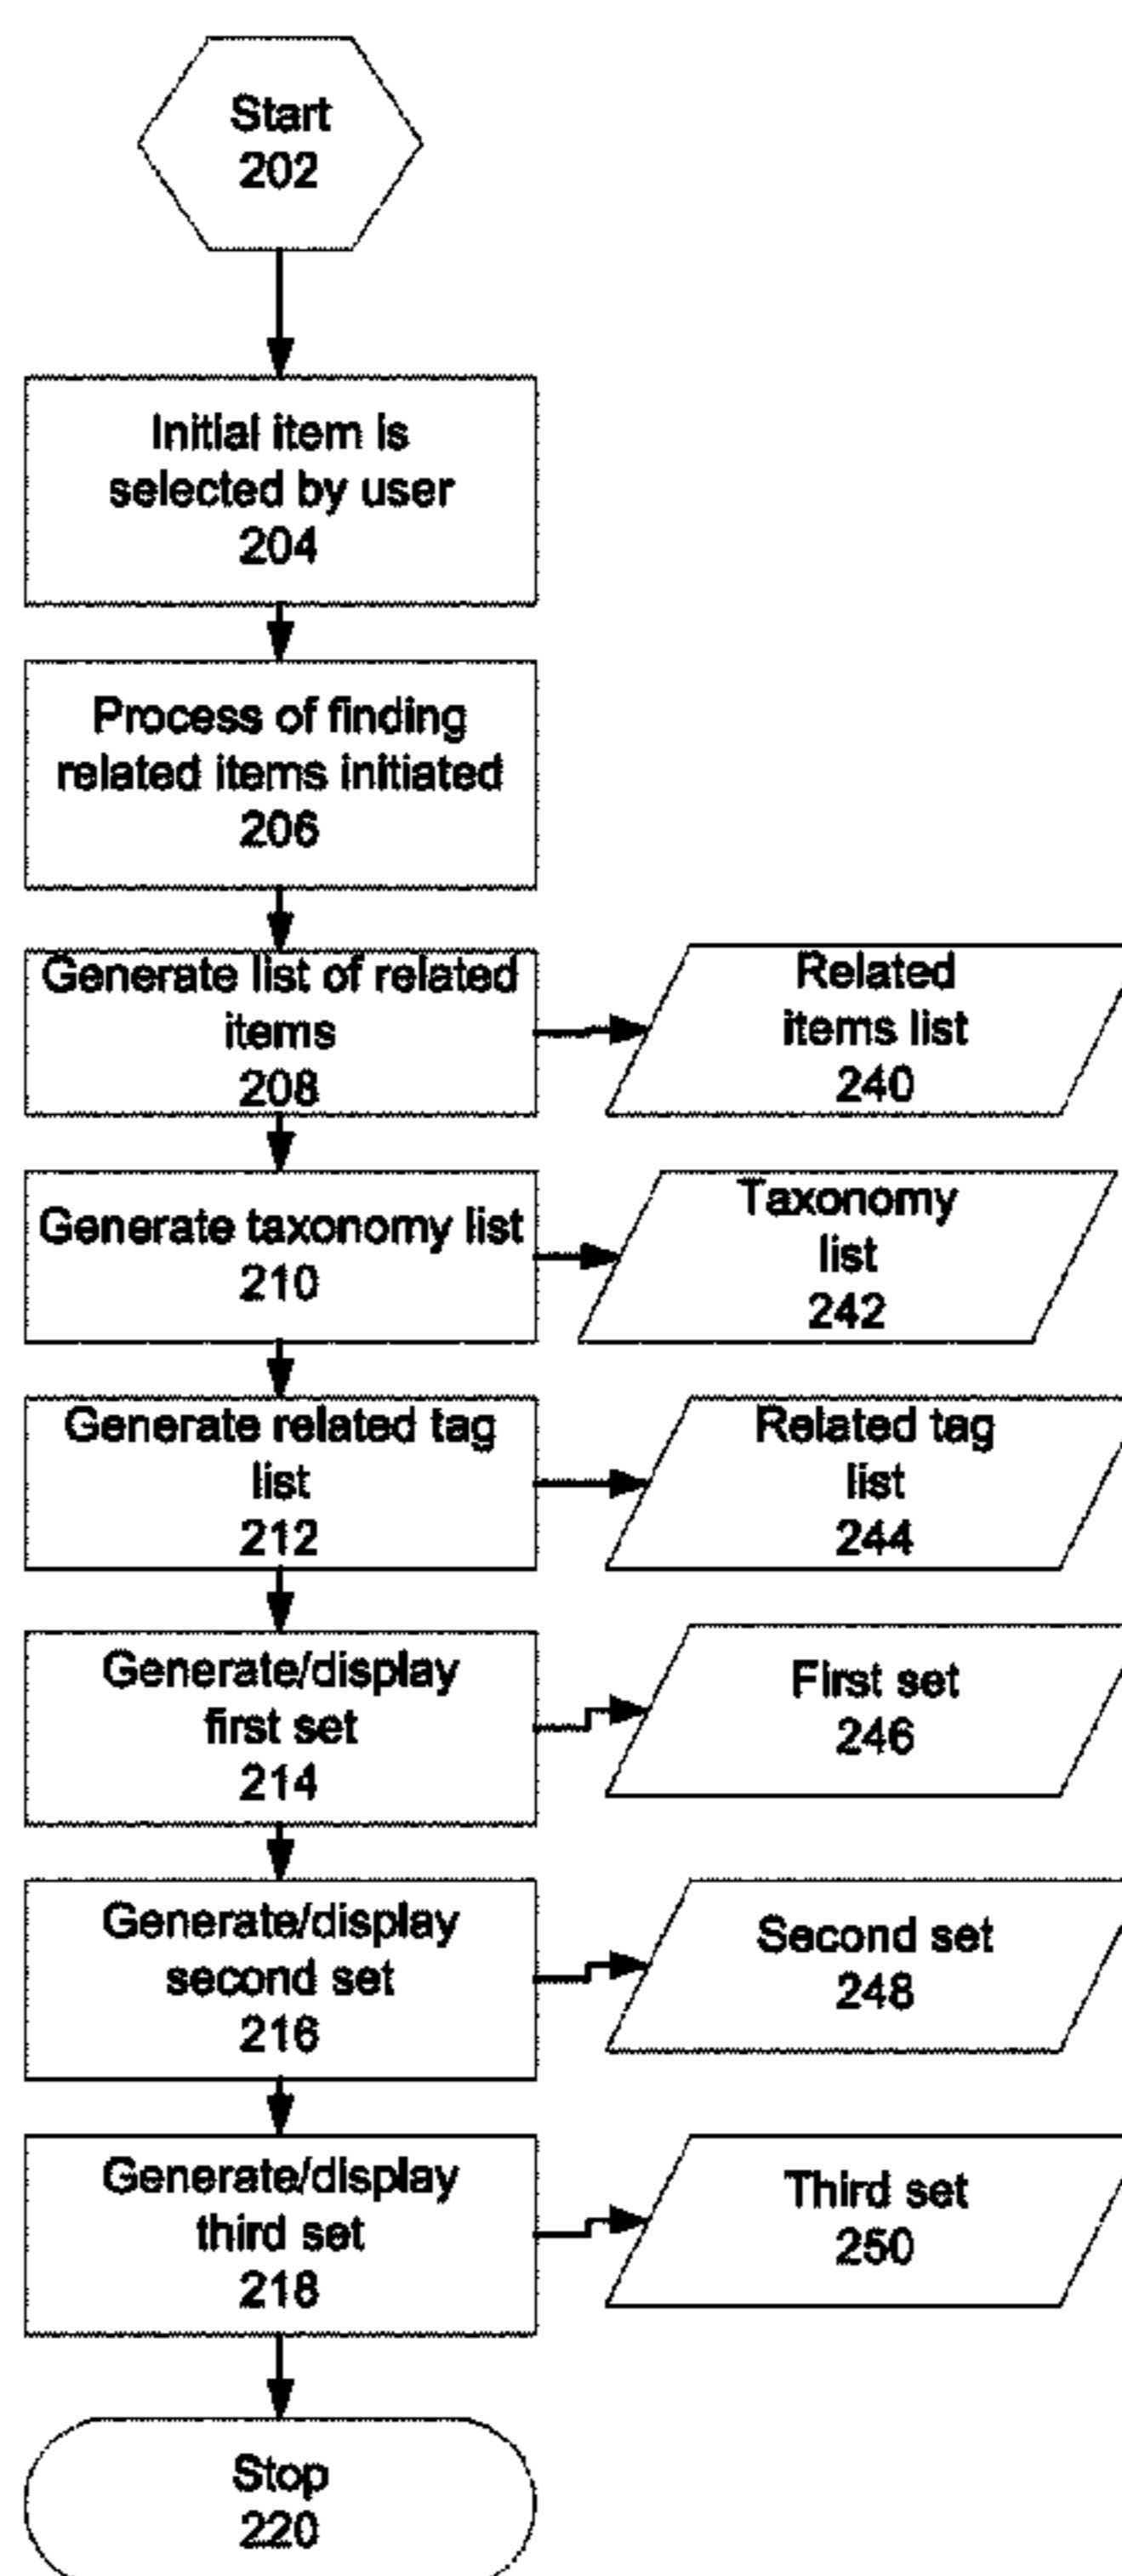 Start
202
Initial item is
selected by user
204
Process of finding
related items initiated
206
Generate list of related
items
208
Related
items list
240
Generate taxonomy list
210
Taxonomy
list
242
Generate related tag
list
212
Related tag
list
244
Generate/display
first set
214
First set
246
Generate/display
second set
216
Second set
248
Generate/display
third set
218
Third set
250
Stop
220